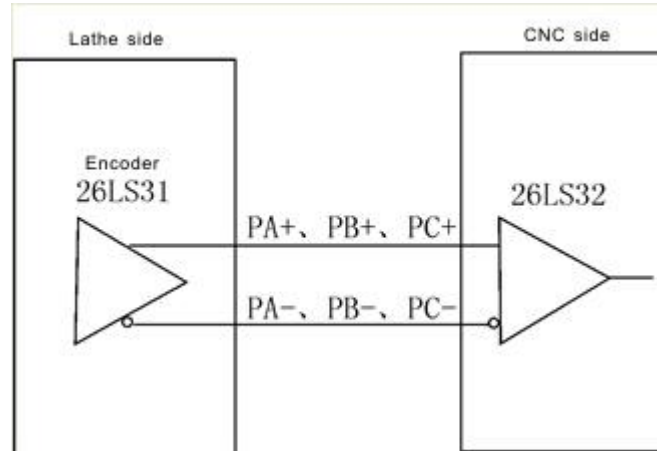 Lathe side
CNC side
Encoder
26LS31
26LS32
PA+、PB+、PC+
PA-、PB-、PC-